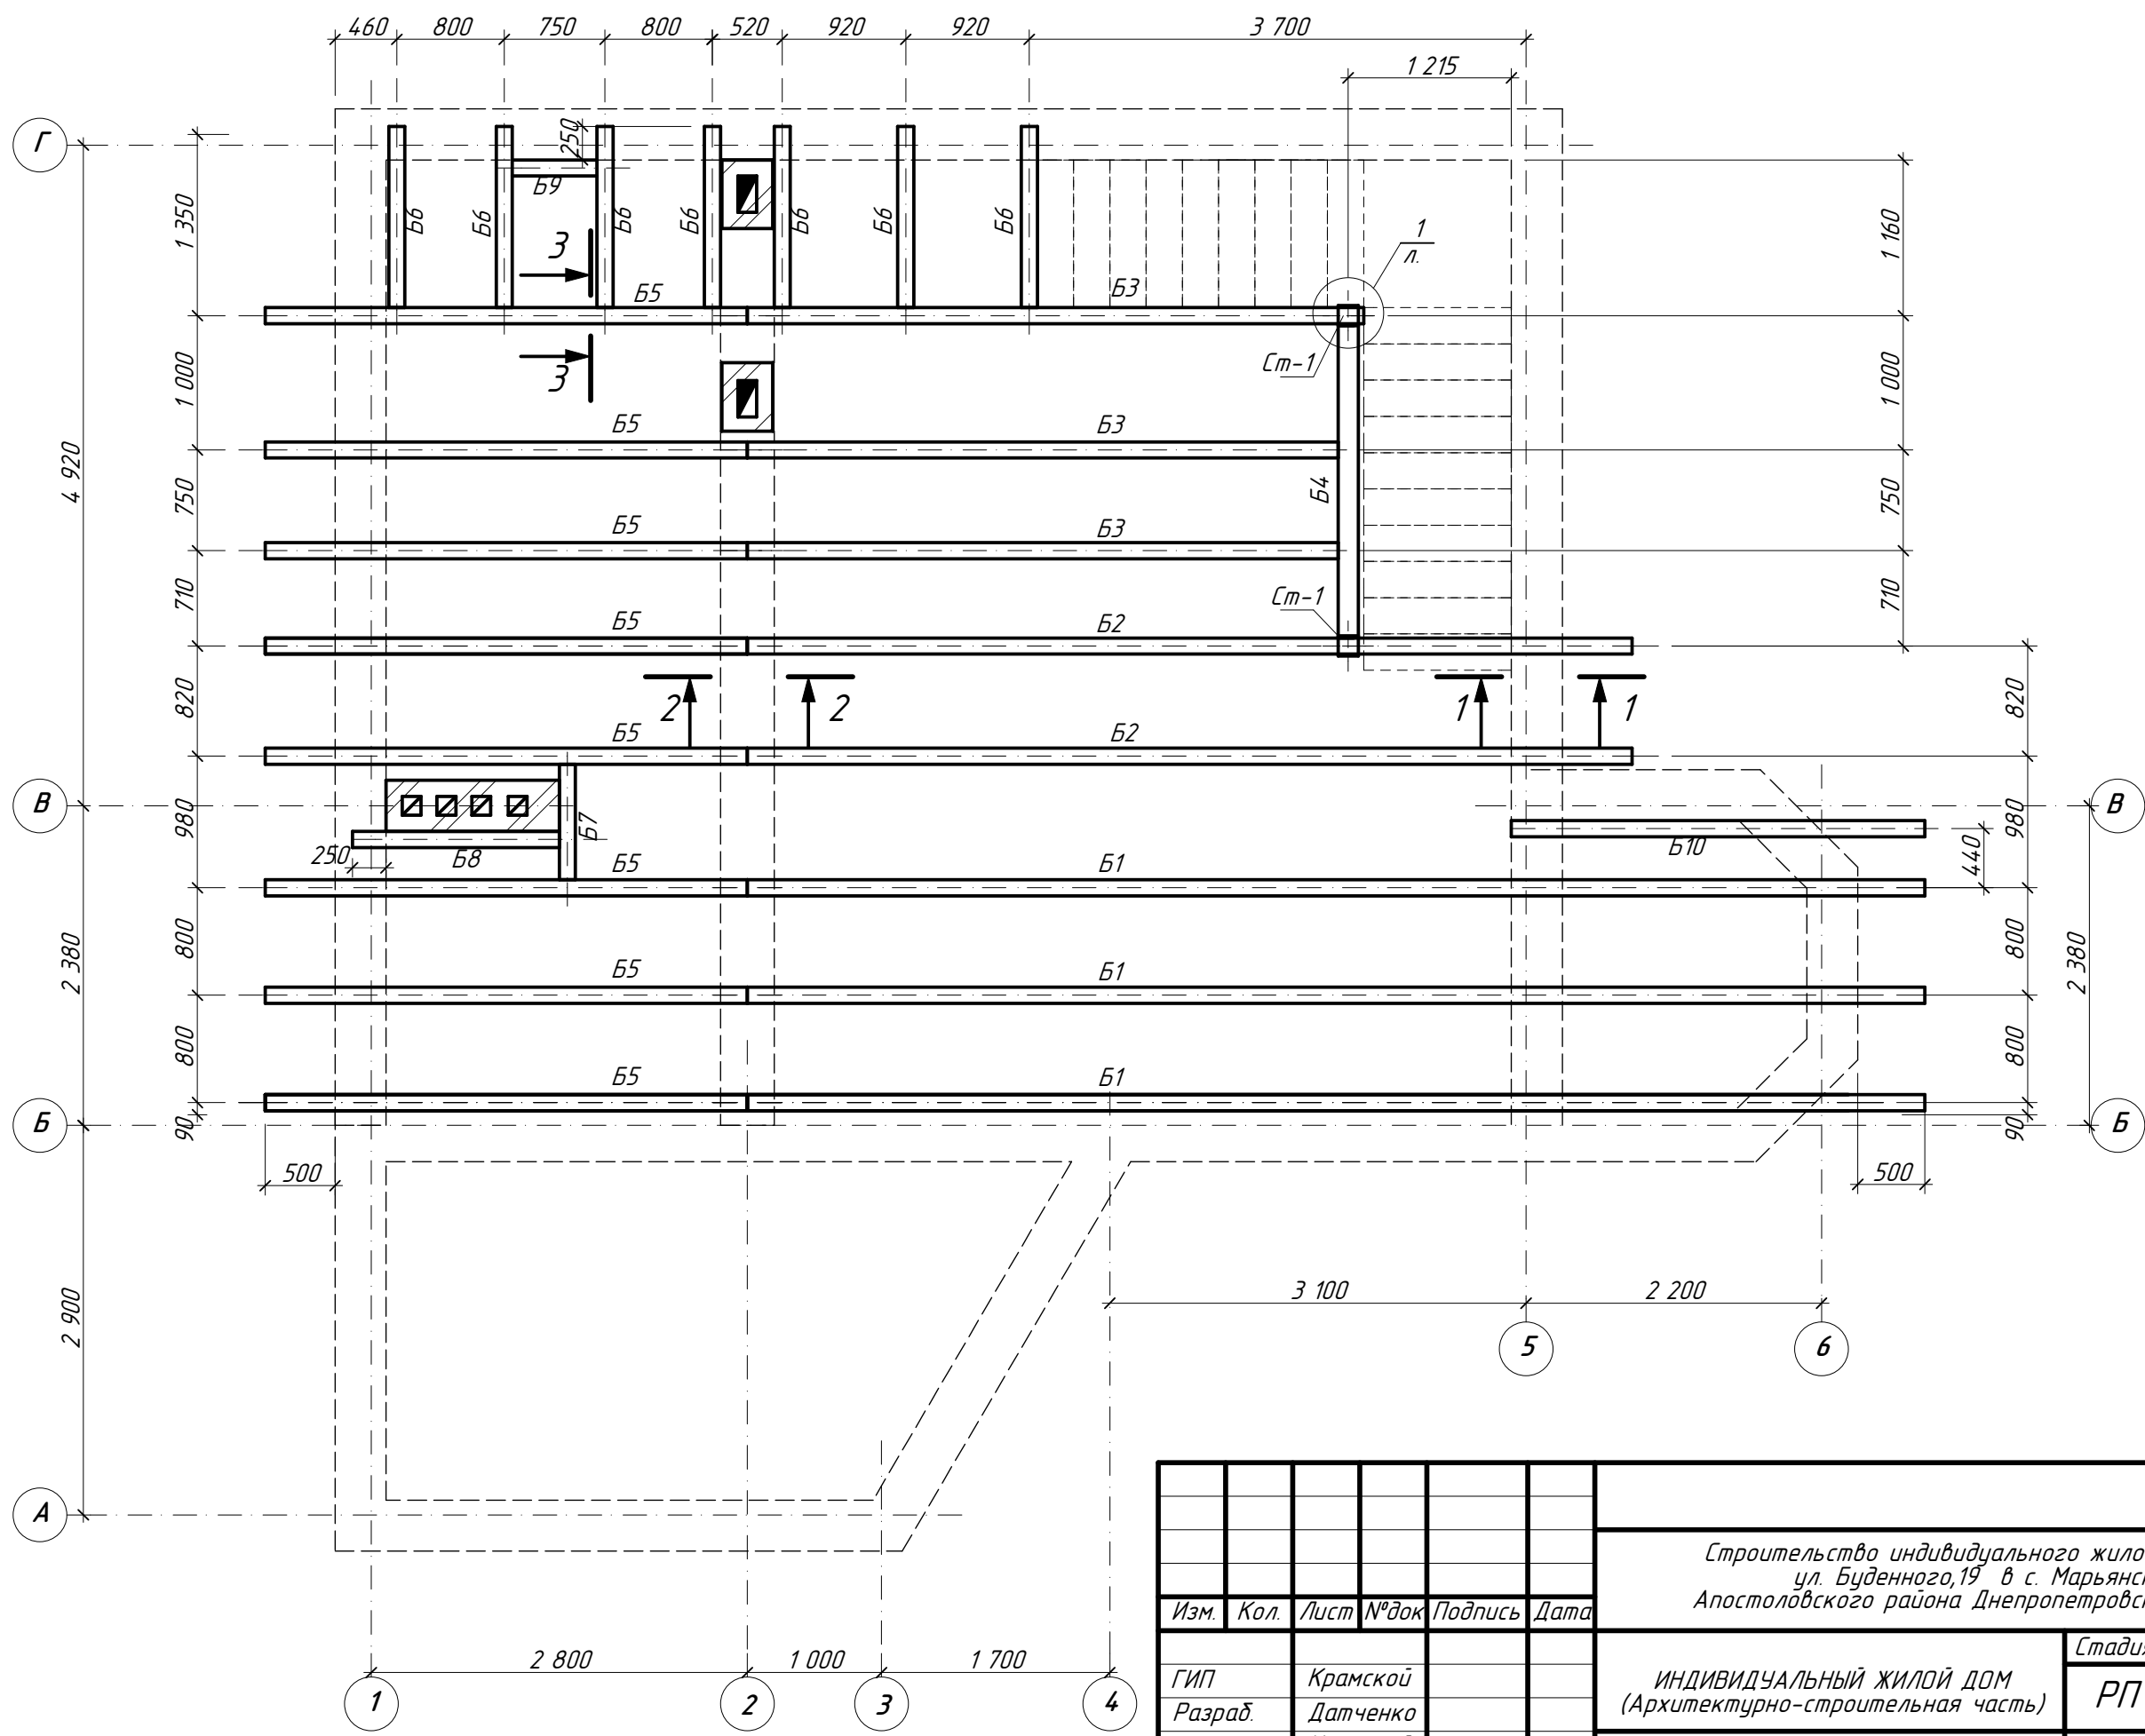 460 800 750 800 520 920 920 3 700
1 215
Г
250
Б9
1 350
Б6 Б6 Б6 Б6 Б6 Б6 Б6
1 160
3
1
л.
Б5 Б3
Ст-1
3
1 000
1 000
Б5 Б3
4 920
750
Б4
750
Б5 Б3
710
Ст-1
710
Б5 Б2
820
2 2 1 1
820
Б5 Б2
В
980
Б7
980
В
250 Б8
Б10
440
Б5 Б1
2 380
800
800
2 380
Б5 Б1
800
800
Б5 Б1
Б
90
90
Б
500
500
2 900
3 100 2 200
5 6
А
Строительство индивидуального жило
ул. Буденного,19 в с. Марьянс
Апостоловского района Днепропетровс
Изм. Кол. Лист №док Подпись Дата
2 800 1 000 1 700
1 2 3 4
Стадия
ГИП Крамской
ИНДИВИДУАЛЬНЫЙ ЖИЛОЙ ДОМ
(Архитектурно-строительная часть)
РП
Разраб. Датченко